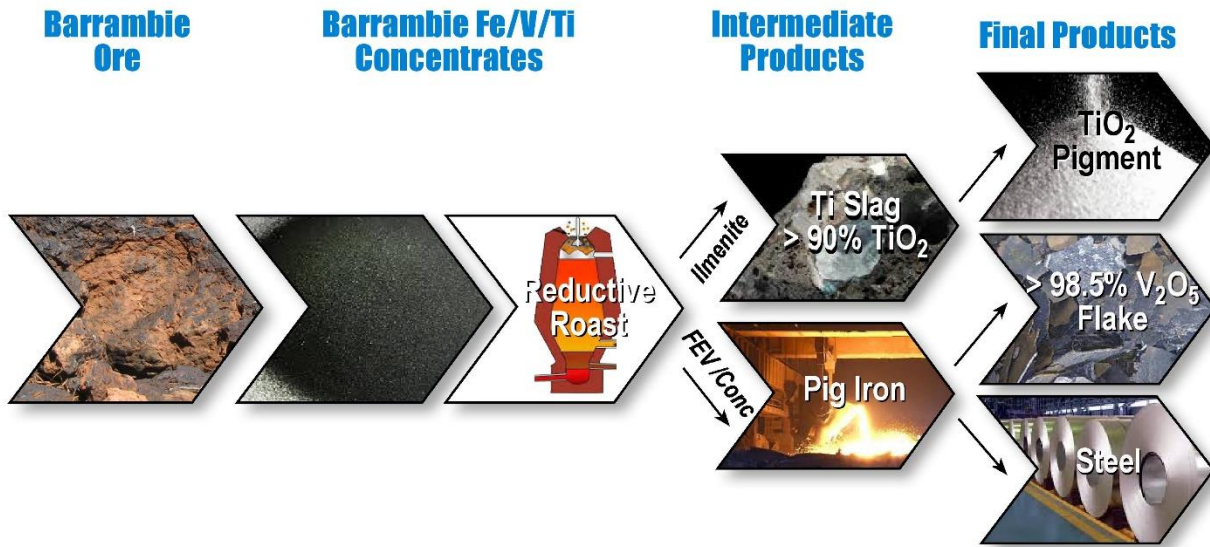 Barrambie
Ore
Barrambie Fe/V/Ti
Concentrates
Intermediate
Products
Final Products
Reductive
Roast
Ilmenite
FEV /Conc
Ti Slag
> 90% TiO₂
Pig Iron
TiO₂
Pigment
> 98.5% V₂O₅
Flake
Steel